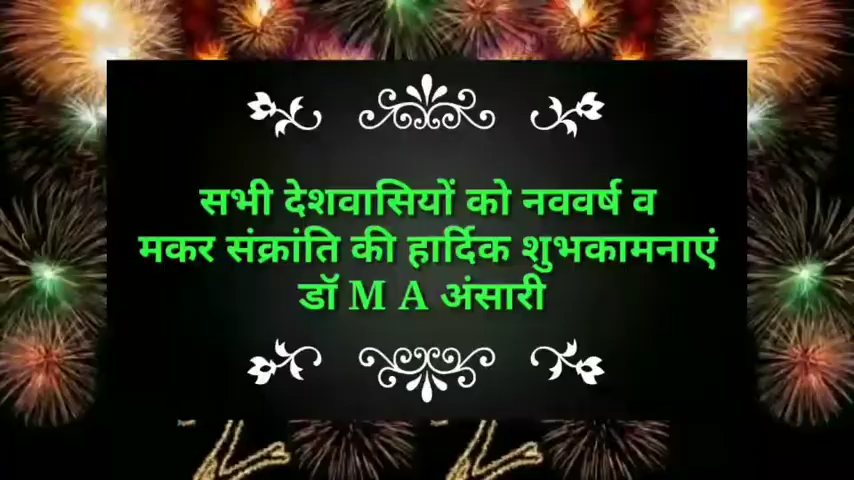 सभी देशवासियों को नववर्ष व
मकर संक्रांति की हार्दिक शुभकामनाएं
डॉ M A अंसारी